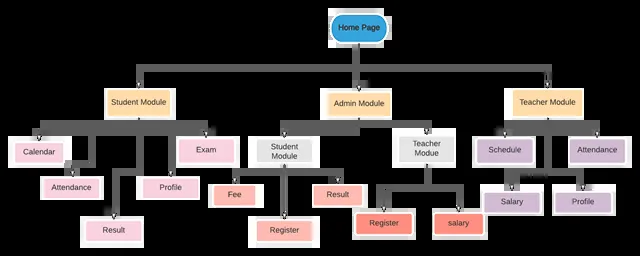 Home Page
Student Module
Admin Module
Teacher Module
Calendar
Exam
Student
Module
Teacher
Modue
Schedule
Attendance
Attendance
Profile
Fee
Result
Salary
Profile
Result
Register
Register
salary